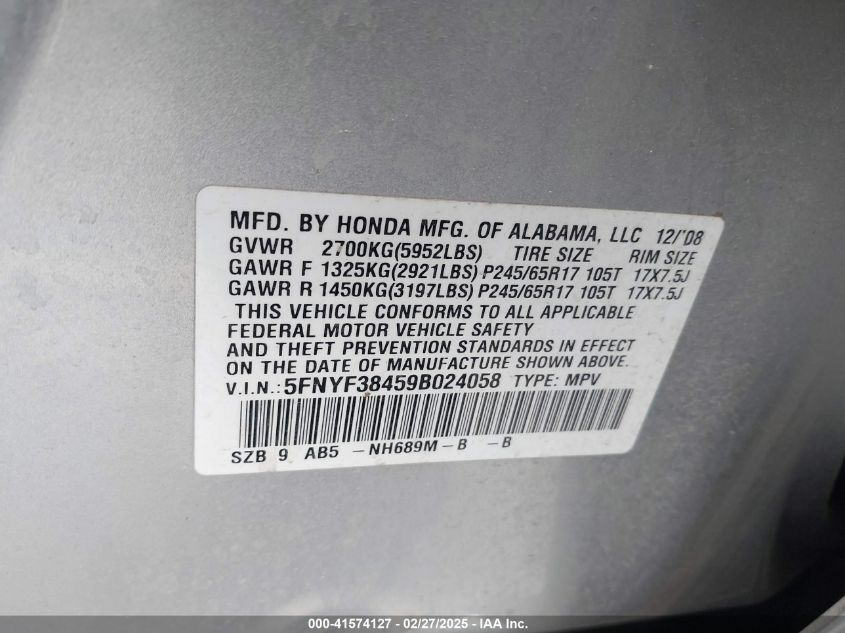 MFD. BY HONDA MFG. OF ALABAMA, LLC 12/'08
GVWR 2700KG(5952LBS) TIRE SIZE RIM SIZE
GAWR F 1325KG(2921LBS) P245/65R17 105T 17X7.5J
GAWR R 1450KG(3197LBS) P245/65R17 105T 17X7.5J
THIS VEHICLE CONFORMS TO ALL APPLICABLE
FEDERAL MOTOR VEHICLE SAFETY
AND THEFT PREVENTION STANDARDS IN EFFECT
ON THE DATE OF MANUFACTURE SHOWN ABOVE.
V.I.N.: 5FNYF38459B024058 TYPE: MPV
SZB 9 AB5 -NH689M-B -B
000-41574127 - 02/27/2025 - IAA Inc.